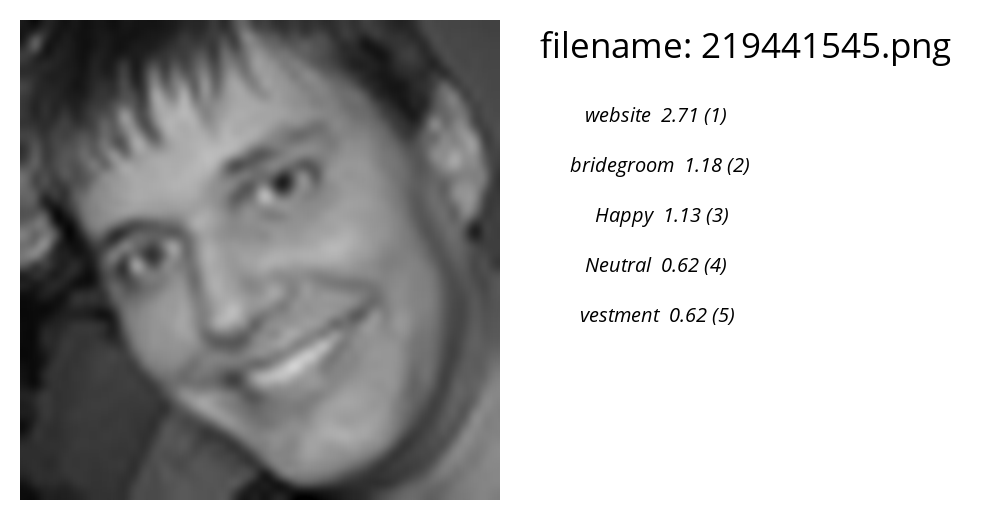 filename: 219441545.png
website 2.71 (1)
bridegroom 1.18 (2)
Happy 1.13 (3)
Neutral 0.62 (4)
vestment 0.62 (5)